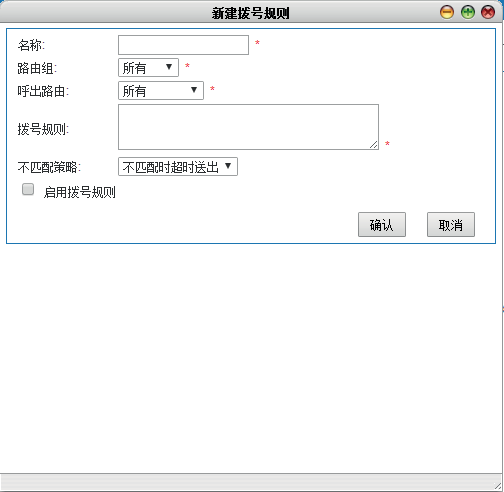 新建拨号规则
名称: *
路由组: 所有 *
呼出路由: 所有 *
拨号规则: *
不匹配策略: 不匹配时超时送出
启用拨号规则
确认 取消